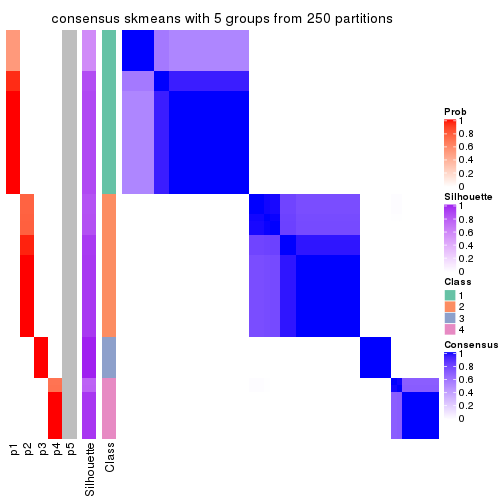 consensus skmeans with 5 groups from 250 partitions
Prob
1
0.8
0.6
0.4
0.2
0
Silhouette
1
0.8
0.6
0.4
0.2
0
Class
1
2
3
4
Consensus
1
0.8
0.6
0.4
0.2
0
p1
p2
p3
p4
p5
Silhouette
Class